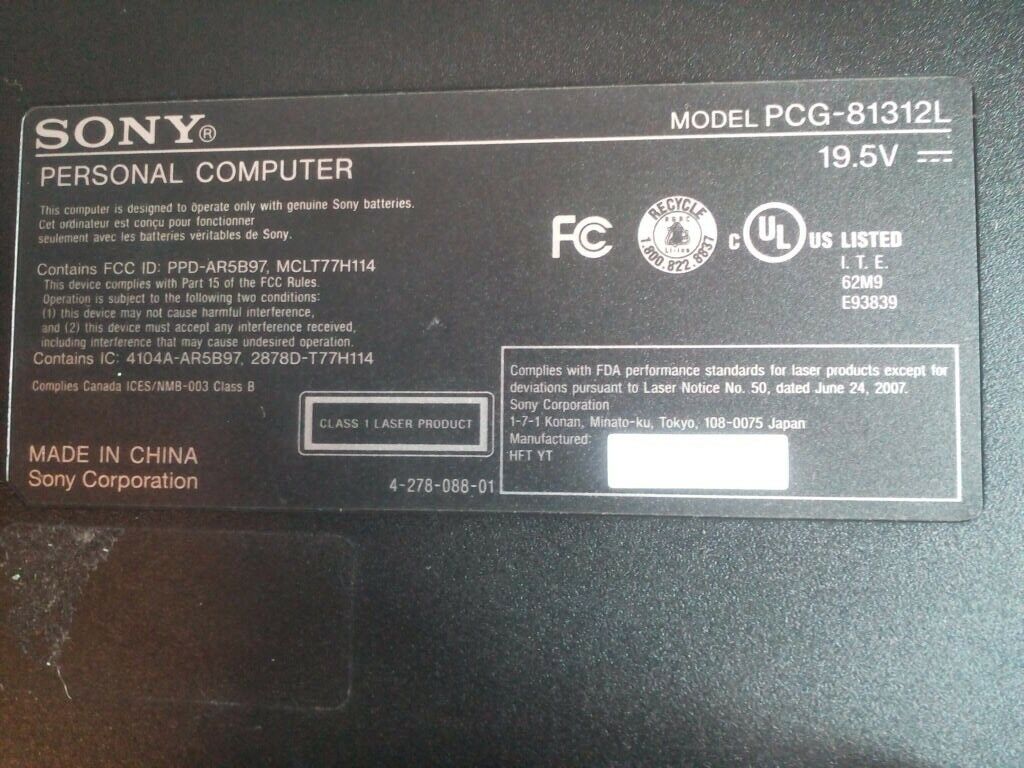 SONY®
MODEL PCG-81312L
PERSONAL COMPUTER
19.5V
This computer is designed to operate only with genuine Sony batteries.
Cet ordinateur est conçu pour fonctionner
seulement avec les batteries véritables de Sony.
FC
RECYCLE
RBRC
Li-ion
1.800.822.8837
C UL US LISTED
I. T. E.
62M9
E93839
Contains FCC ID: PPD-AR5B97, MCLT77H114
This device complies with Part 15 of the FCC Rules.
Operation is subject to the following two conditions:
(1) this device may not cause harmful interference,
and (2) this device must accept any interference received,
including interference that may cause undesired operation.
Contains IC: 4104A-AR5B97, 2878D-T77H114
Complies Canada ICES/NMB-003 Class B
CLASS 1 LASER PRODUCT
MADE IN CHINA
Sony Corporation
4-278-088-01
Complies with FDA performance standards for laser products except for
deviations pursuant to Laser Notice No. 50, dated June 24, 2007.
Sony Corporation
1-7-1 Konan, Minato-ku, Tokyo, 108-0075 Japan
Manufactured:
HFT YT